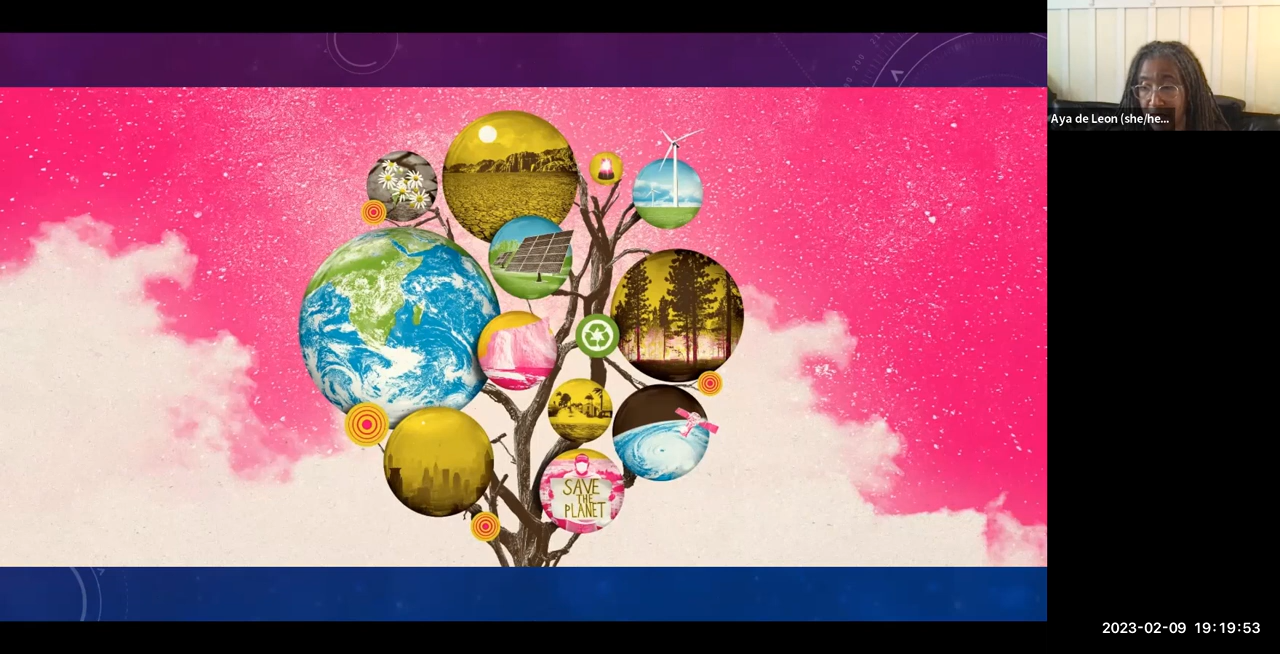 Aya de Leon (she/he...
SAVE
THE
PLANET
2023-02-09 19:19:53